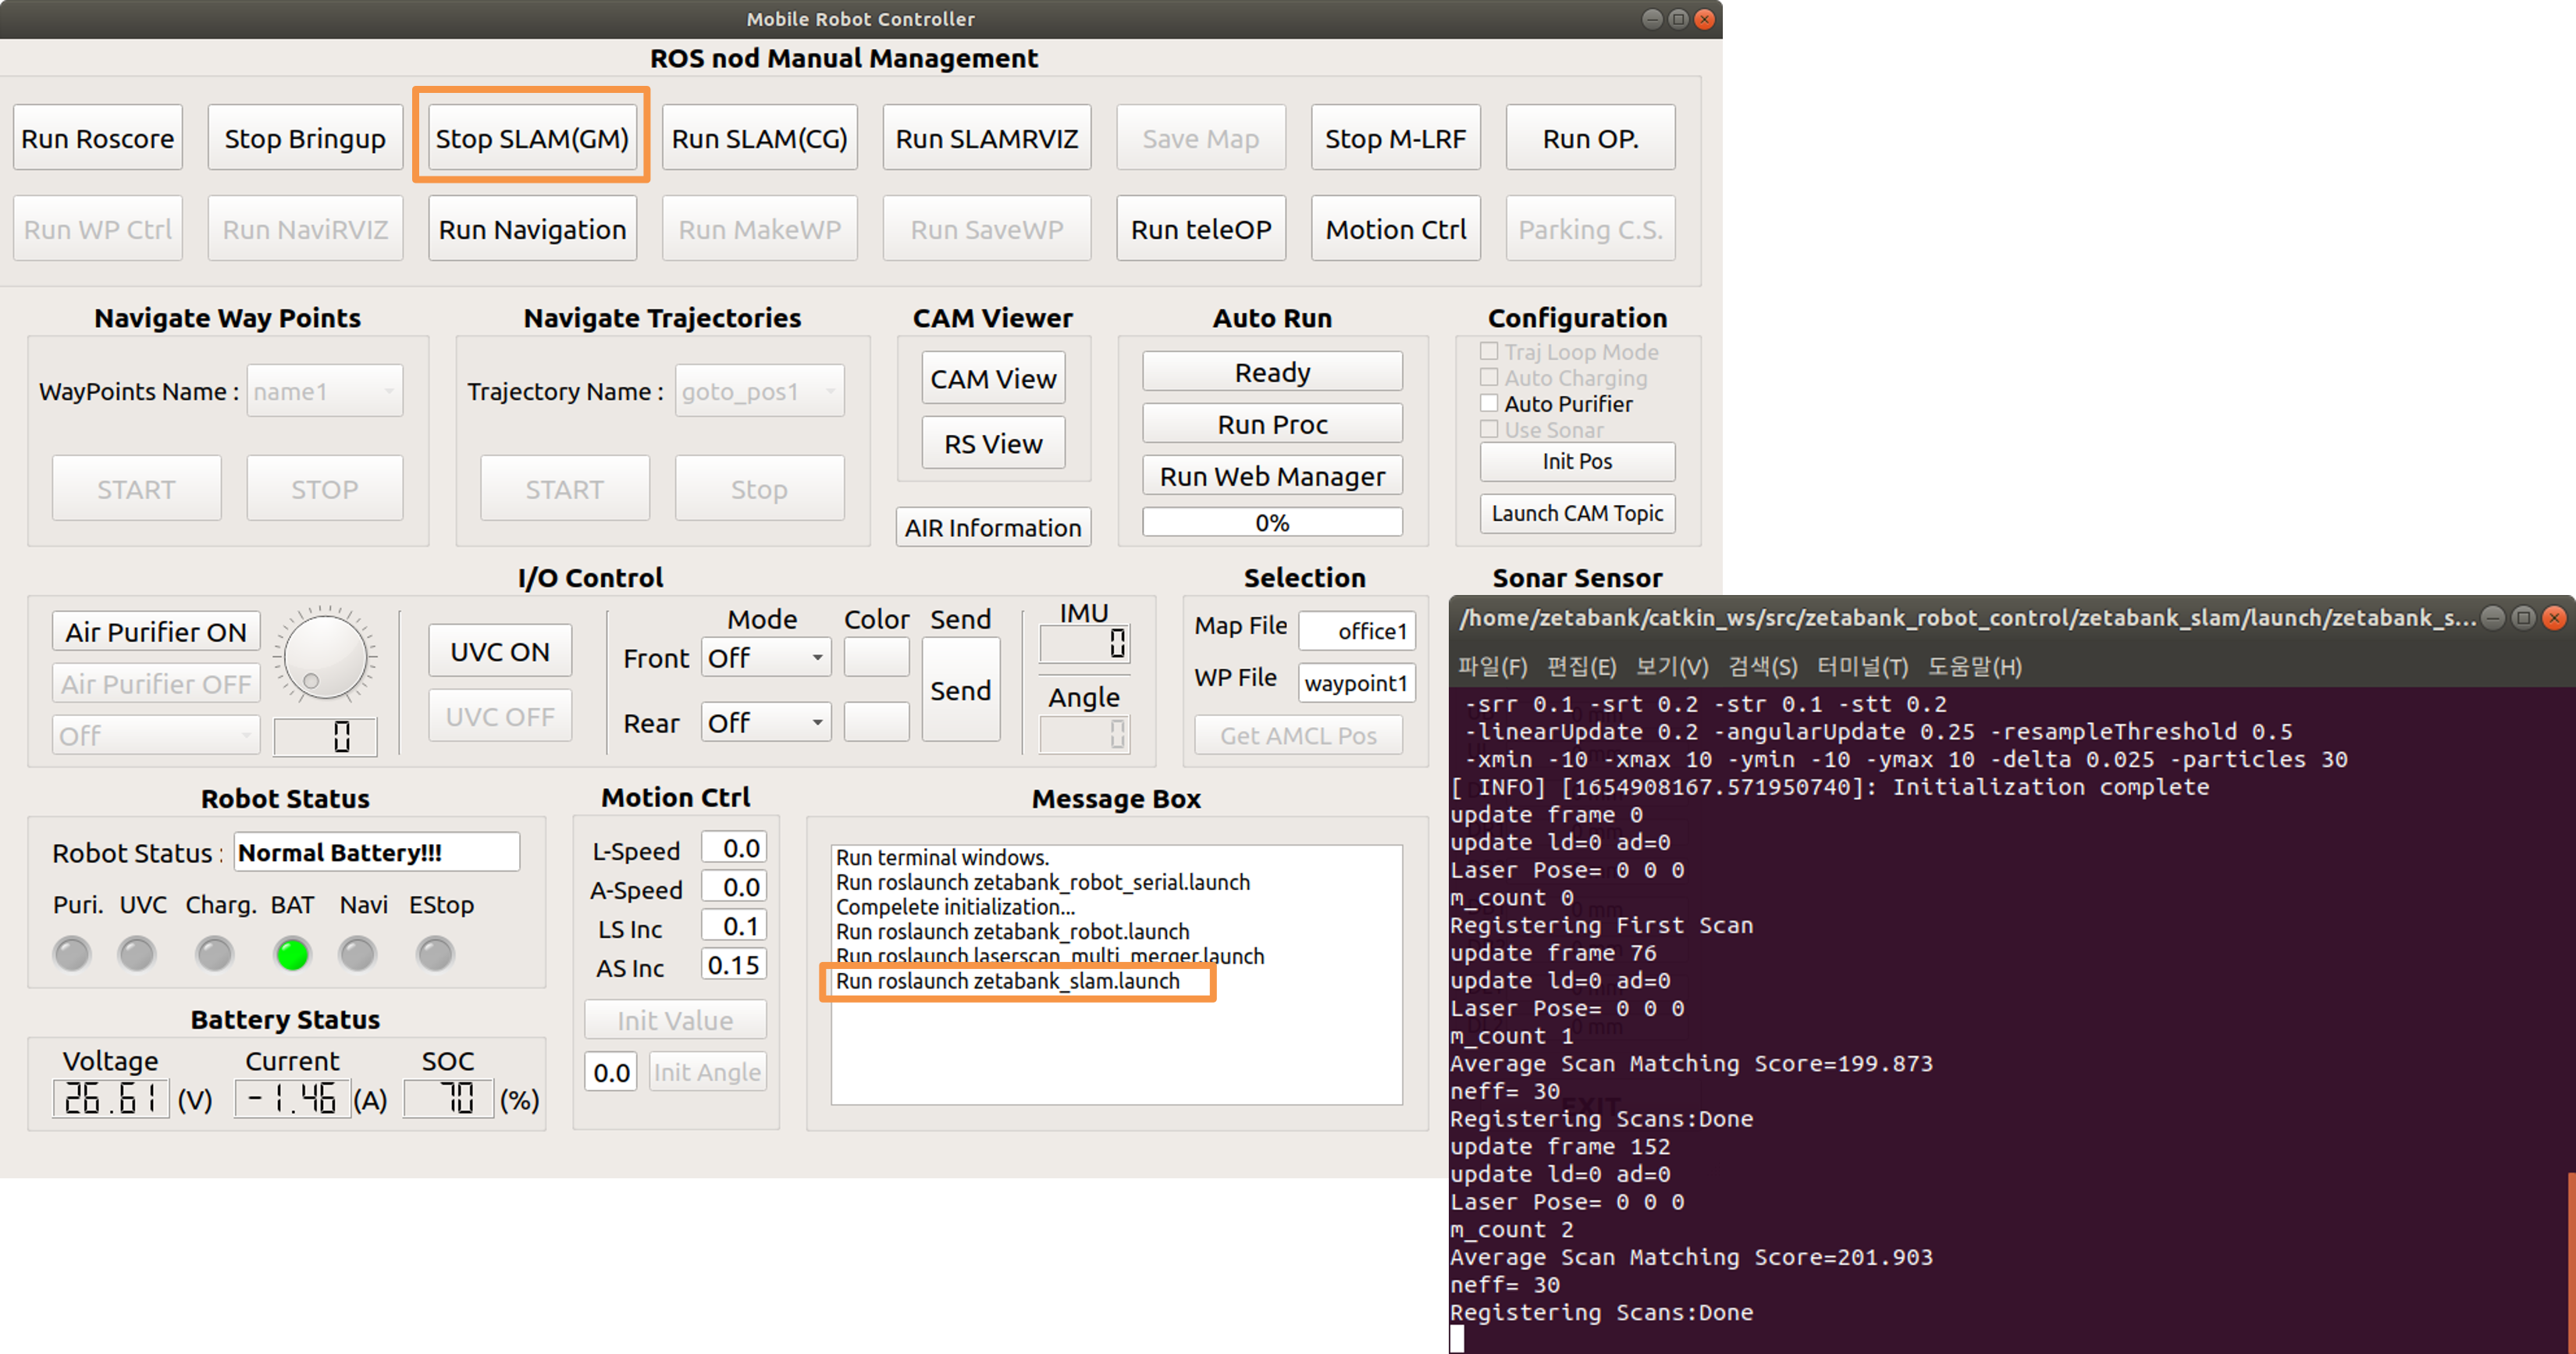 Mobile Robot Controller
ROS nod Manual Management
Run Roscore Stop Bringup Stop SLAM(GM) Run SLAM(CG) Run SLAMRVIZ Save Map Stop M-LRF Run OP.
Run WP Ctrl Run NaviRVIZ Run Navigation Run MakeWP Run SaveWP Run teleOP Motion Ctrl Parking C.S.
Navigate Way Points
WayPoints Name : name1
START STOP
Navigate Trajectories
Trajectory Name : goto_pos1
START Stop
CAM Viewer
CAM View
RS View
AIR Information
Auto Run
Ready
Run Proc
Run Web Manager
0%
Configuration
Traj Loop Mode
Auto Charging
Auto Purifier
Use Sonar
Init Pos
Launch CAM Topic
I/O Control
Air Purifier ON
Air Purifier OFF
Off
0
UVC ON
UVC OFF
Mode Color Send
Front Off
Send
Rear Off
IMU
0
Angle
0
Selection
Map File office1
WP File waypoint1
Get AMCL Pos
Sonar Sensor
Robot Status
Robot Status : Normal Battery!!!
Puri. UVC Charg. BAT Navi EStop
Battery Status
Voltage Current SOC
26.61 (V) -1.46 (A) 70 (%)
Motion Ctrl
L-Speed 0.0
A-Speed 0.0
LS Inc 0.1
AS Inc 0.15
Init Value
0.0 Init Angle
Message Box
Run terminal windows.
Run roslaunch zetabank_robot_serial.launch
Compelete initialization...
Run roslaunch zetabank_robot.launch
Run roslaunch laserscan_multi_merger.launch
Run roslaunch zetabank_slam.launch
/home/zetabank/catkin_ws/src/zetabank_robot_control/zetabank_slam/launch/zetabank_s...
파일(F) 편집(E) 보기(V) 검색(S) 터미널(T) 도움말(H)
-srr 0.1 -srt 0.2 -str 0.1 -stt 0.2
-linearUpdate 0.2 -angularUpdate 0.25 -resampleThreshold 0.5
-xmin -10 -xmax 10 -ymin -10 -ymax 10 -delta 0.025 -particles 30
[ INFO] [1654908167.571950740]: Initialization complete
update frame 0
update ld=0 ad=0
Laser Pose= 0 0 0
m_count 0
Registering First Scan
update frame 76
update ld=0 ad=0
Laser Pose= 0 0 0
m_count 1
Average Scan Matching Score=199.873
neff= 30
Registering Scans:Done
update frame 152
update ld=0 ad=0
Laser Pose= 0 0 0
m_count 2
Average Scan Matching Score=201.903
neff= 30
Registering Scans:Done
EXIT